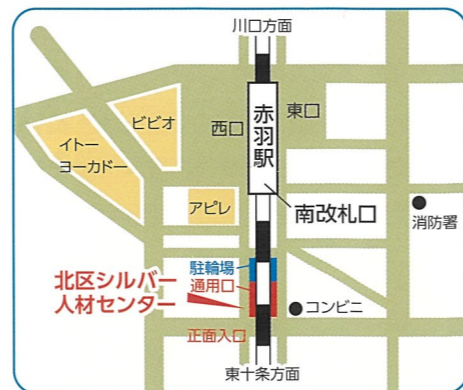 川口方面
東口
西口
赤羽駅
ビビオ
イトー
ヨーカドー
アピレ
南改札口
消防署
駐輪場
通用口
北区シルバー
人材センター
コンビニ
正面入口
東十条方面